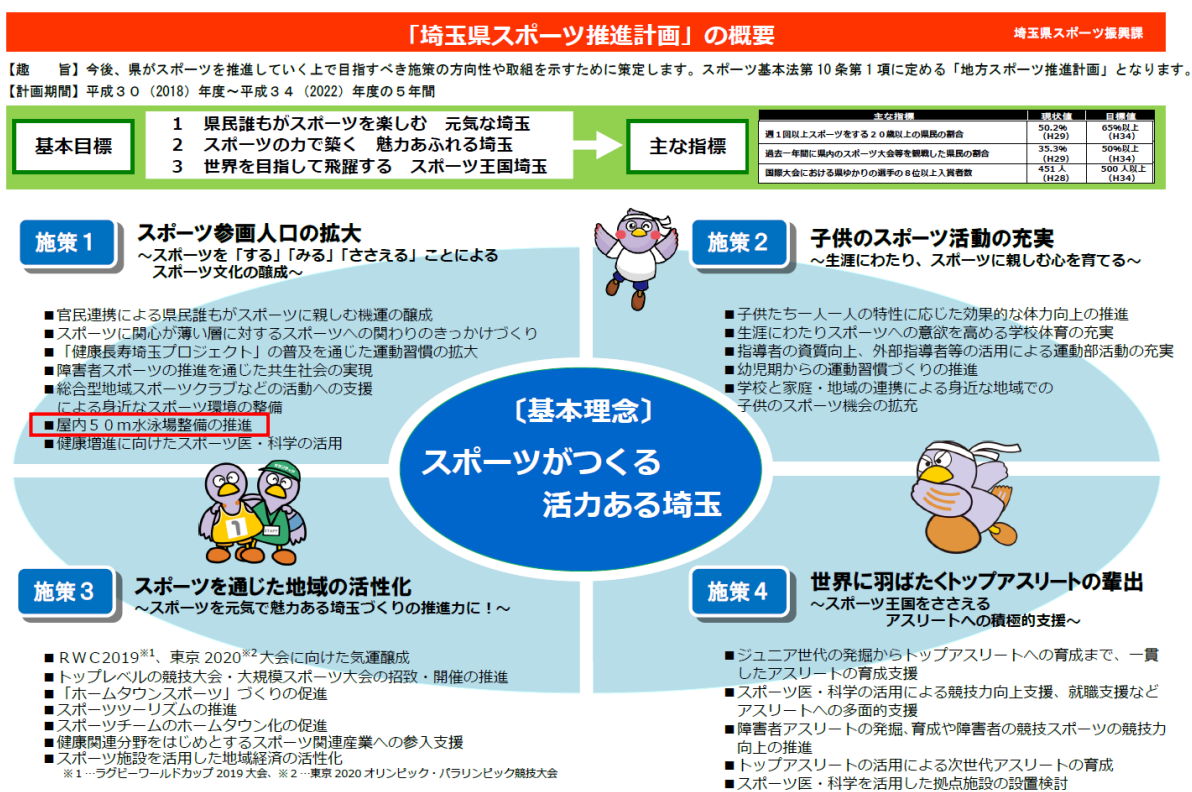 「埼玉県スポーツ推進計画」の概要
埼玉県スポーツ振興課
【趣　旨】今後、県がスポーツを推進していく上で目指すべき施策の方向性や取組を示すために策定します。スポーツ基本法第10条第1項に定める「地方スポーツ推進計画」となります。
【計画期間】平成３０（2018）年度～平成３４（2022）年度の５年間
基本目標
1　県民誰もがスポーツを楽しむ　元気な埼玉
2　スポーツの力で築く　魅力あふれる埼玉
3　世界を目指して飛躍する　スポーツ王国埼玉
主な指標
主な指標　現状値　目標値
週１回以上スポーツをする２０歳以上の県民の割合　50.2%（H29）　65%以上（H34）
過去一年間に県内のスポーツ大会等を観戦した県民の割合　35.3%（H29）　50%以上（H34）
国際大会における県ゆかりの選手の８位以上入賞者数　451人（H28）　500人以上（H34）
施策１
スポーツ参画人口の拡大
～スポーツを「する」「みる」「ささえる」ことによる
スポーツ文化の醸成～
■官民連携による県民誰もがスポーツに親しむ機運の醸成
■スポーツに関心が薄い層に対するスポーツへの関わりのきっかけづくり
■「健康長寿埼玉プロジェクト」の普及を通じた運動習慣の拡大
■障害者スポーツの推進を通じた共生社会の実現
■総合型地域スポーツクラブなどの活動への支援
による身近なスポーツ環境の整備
■屋内５０ｍ水泳場整備の推進
■健康増進に向けたスポーツ医・科学の活用
施策２
子供のスポーツ活動の充実
～生涯にわたり、スポーツに親しむ心を育てる～
■子供たち一人一人の特性に応じた効果的な体力向上の推進
■生涯にわたりスポーツへの意欲を高める学校体育の充実
■指導者の資質向上、外部指導者等の活用による運動部活動の充実
■幼児期からの運動習慣づくりの推進
■学校と家庭・地域の連携による身近な地域での
子供のスポーツ機会の拡充
〔基本理念〕
スポーツがつくる
活力ある埼玉
1
施策３
スポーツを通じた地域の活性化
～スポーツを元気で魅力ある埼玉づくりの推進力に！～
■ＲＷＣ2019※1、東京2020※2大会に向けた気運醸成
■トップレベルの競技大会・大規模スポーツ大会の招致・開催の推進
■「ホームタウンスポーツ」づくりの促進
■スポーツツーリズムの推進
■スポーツチームのホームタウン化の促進
■健康関連分野をはじめとするスポーツ関連産業への参入支援
■スポーツ施設を活用した地域経済の活性化
※１…ラグビーワールドカップ2019大会、※２…東京2020オリンピック・パラリンピック競技大会
施策４
世界に羽ばたくトップアスリートの輩出
～スポーツ王国をささえる
アスリートへの積極的支援～
■ジュニア世代の発掘からトップアスリートへの育成まで、一貫
したアスリートの育成支援
■スポーツ医・科学の活用による競技力向上支援、就職支援など
アスリートへの多面的支援
■障害者アスリートの発掘、育成や障害者の競技スポーツの競技力
向上の推進
■トップアスリートの活用による次世代アスリートの育成
■スポーツ医・科学を活用した拠点施設の設置検討